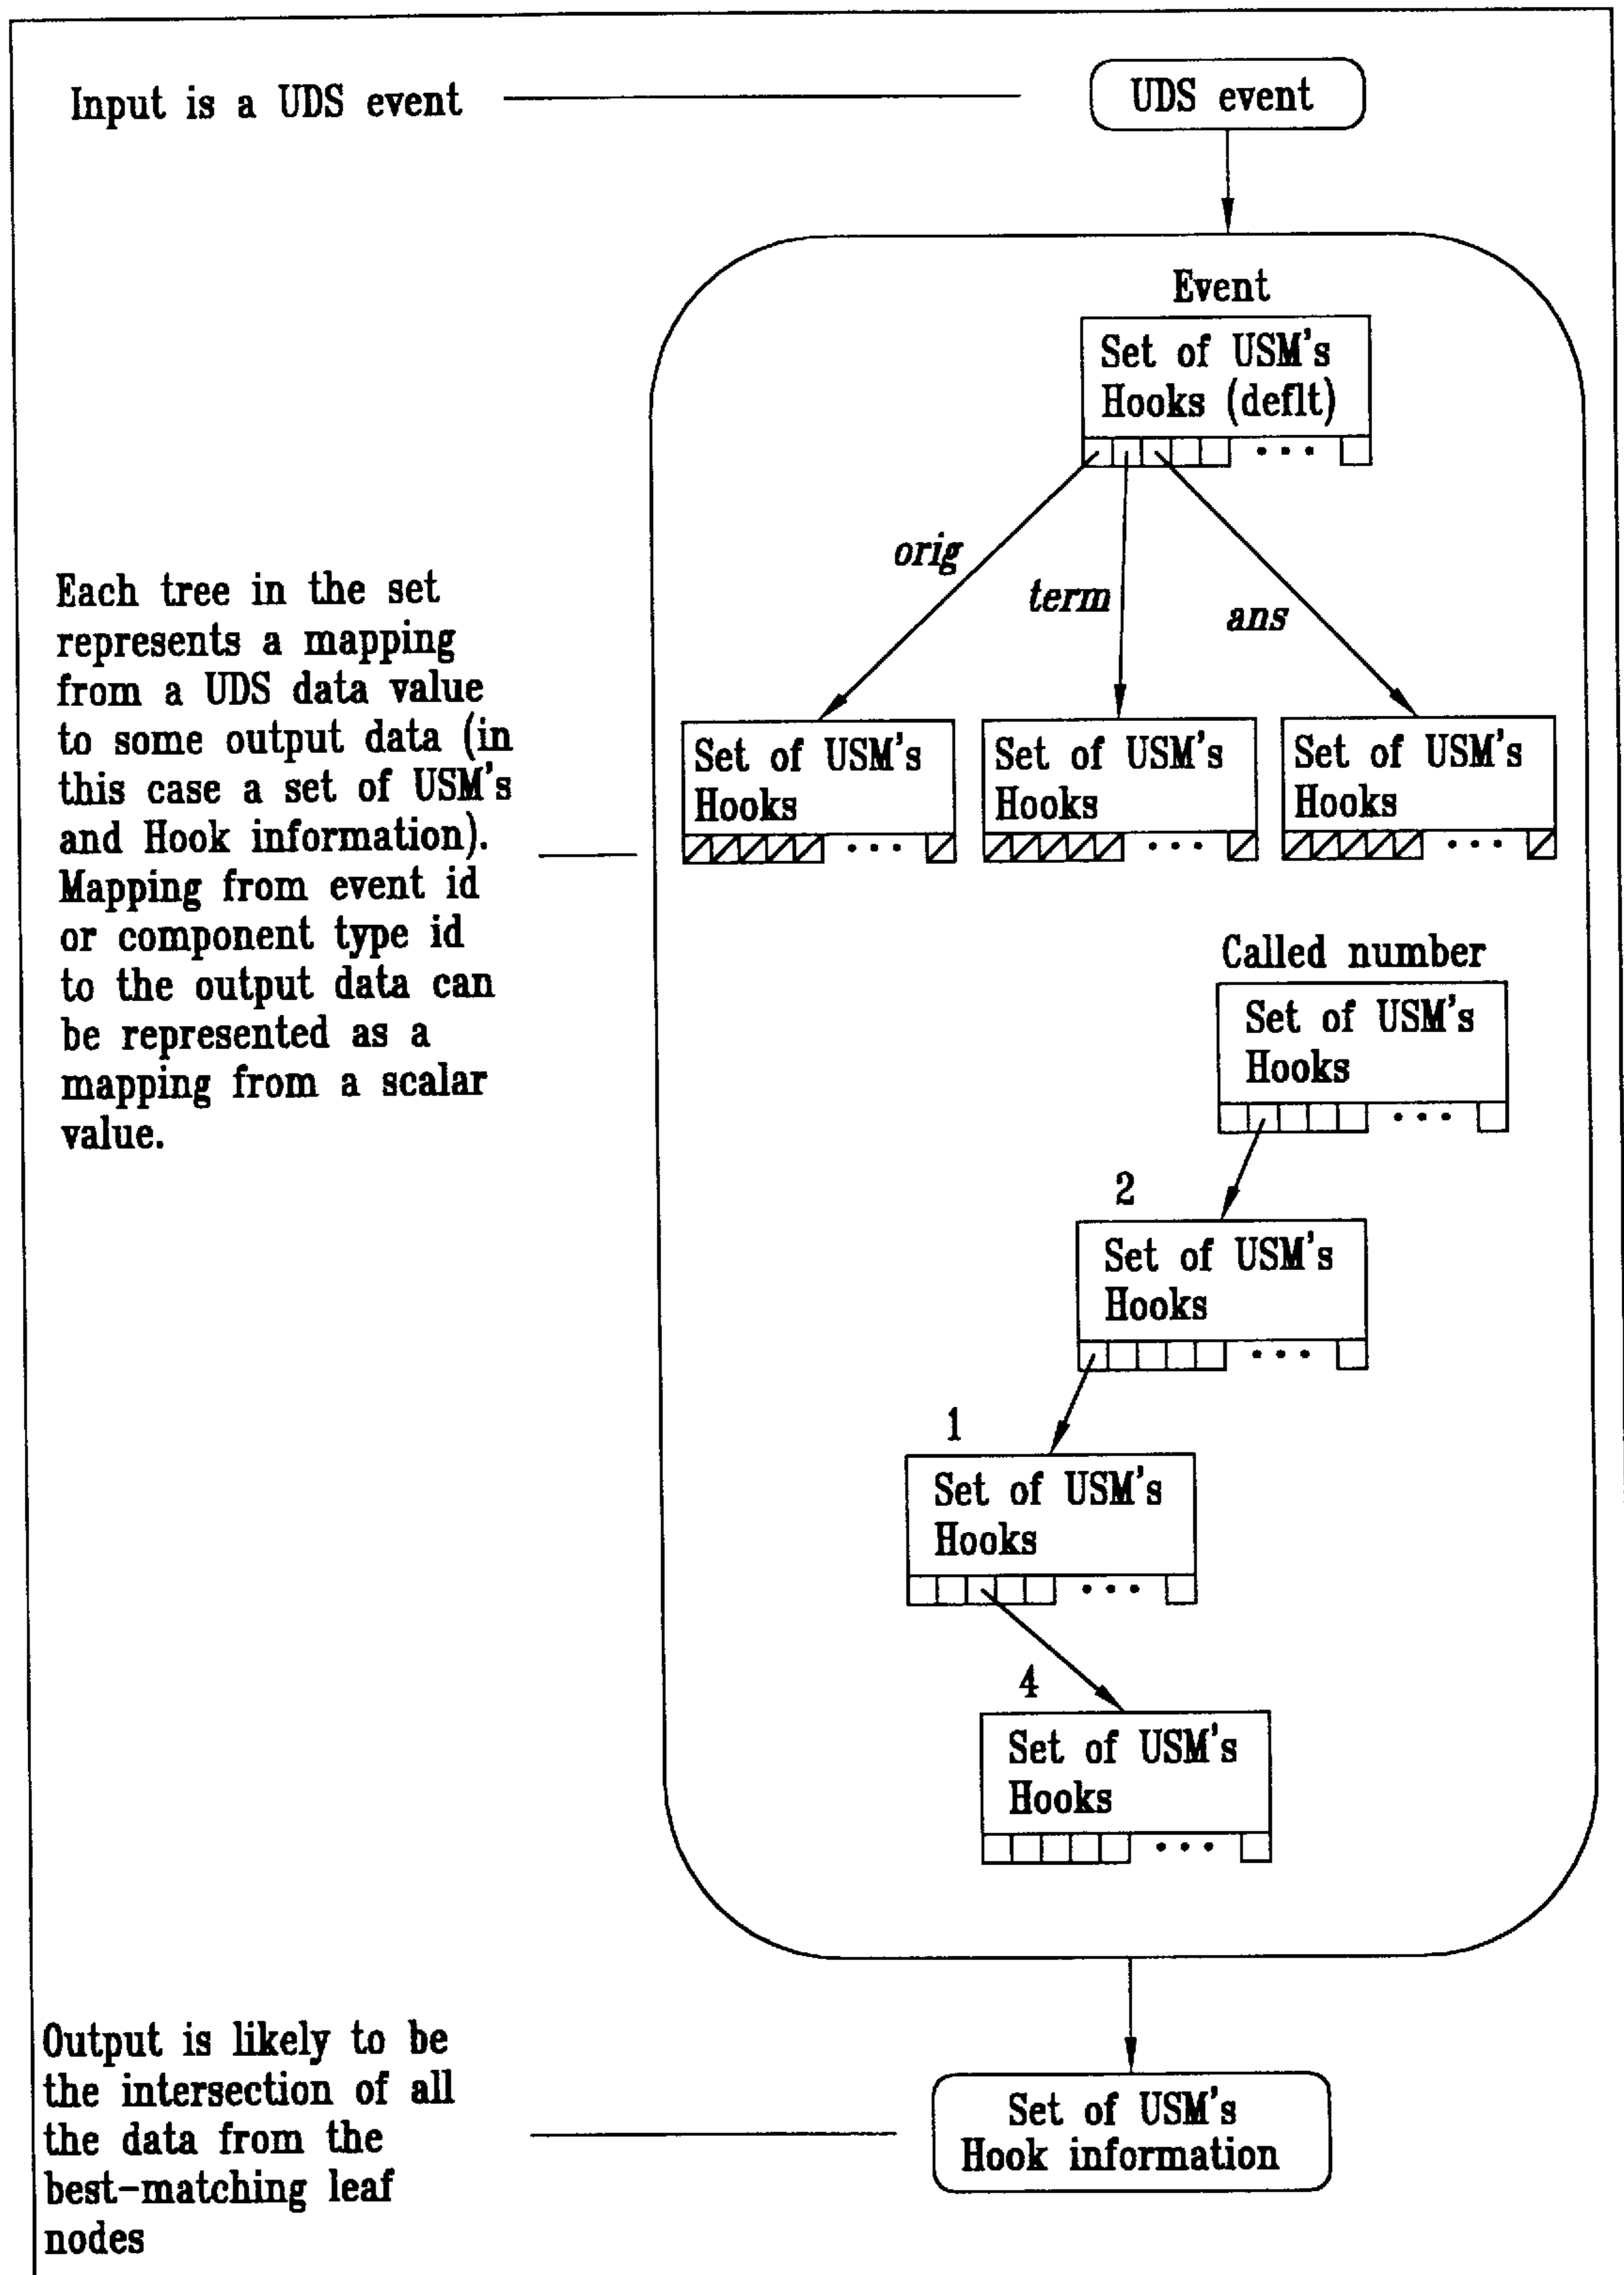 Input is a UDS event
UDS event
Event
Set of USM's
Hooks (deflt)
orig
term
ans
Set of USM's
Hooks
Set of USM's
Hooks
Set of USM's
Hooks
Each tree in the set
represents a mapping
from a UDS data value
to some output data (in
this case a set of USM's
and Hook information).
Mapping from event id
or component type id
to the output data can
be represented as a
mapping from a scalar
value.
Called number
Set of USM's
Hooks
2
Set of USM's
Hooks
1
Set of USM's
Hooks
4
Set of USM's
Hooks
Output is likely to be
the intersection of all
the data from the
best-matching leaf
nodes
Set of USM's
Hook information